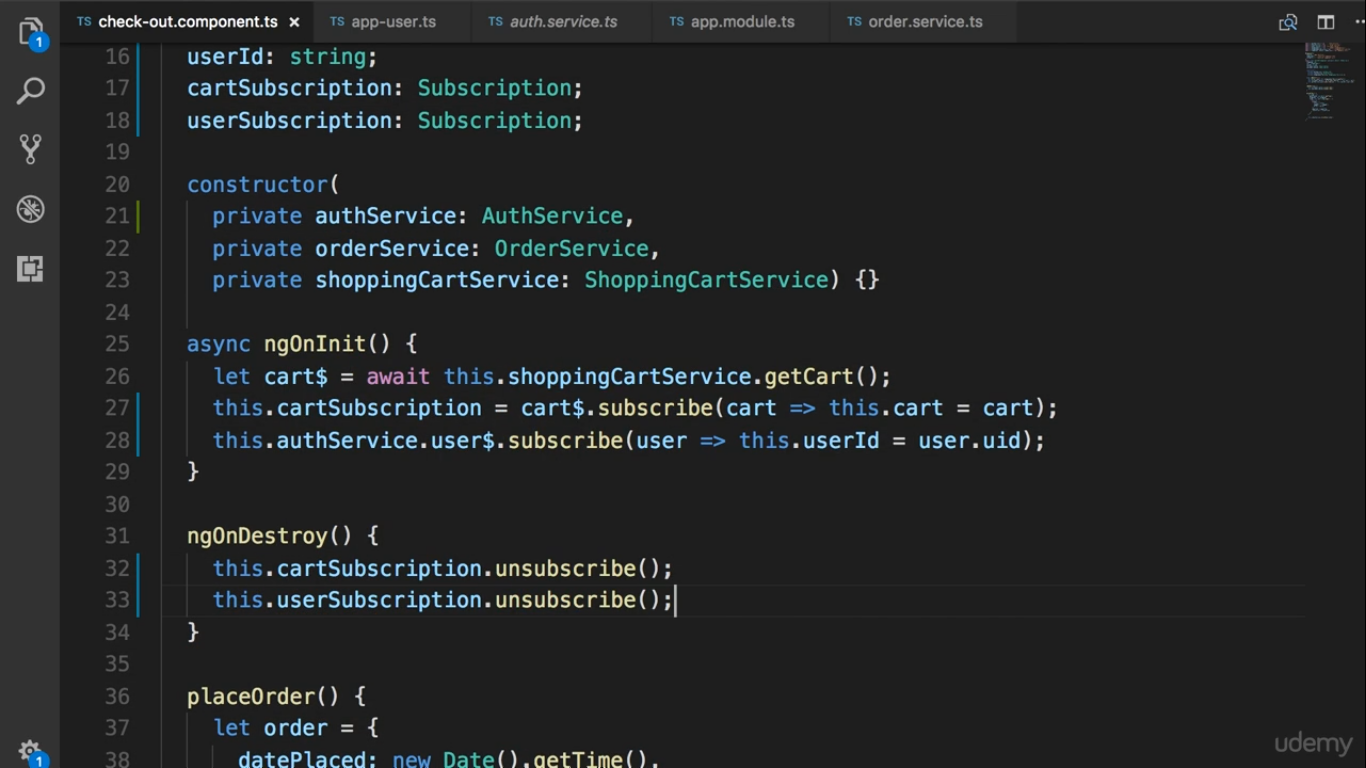 TS check-out.component.ts × TS app-user.ts TS auth.service.ts TS app.module.ts TS order.service.ts
1
16 userId: string;
17 cartSubscription: Subscription;
18 userSubscription: Subscription;
19
20 constructor(
21 private authService: AuthService,
22 private orderService: OrderService,
23 private shoppingCartService: ShoppingCartService) {}
24
25 async ngOnInit() {
26 let cart$ = await this.shoppingCartService.getCart();
27 this.cartSubscription = cart$.subscribe(cart => this.cart = cart);
28 this.authService.user$.subscribe(user => this.userId = user.uid);
29 }
30
31 ngOnDestroy() {
32 this.cartSubscription.unsubscribe();
33 this.userSubscription.unsubscribe();
34 }
35
36 placeOrder() {
37 let order = {
38 datePlaced: new Date().getTime(),
1
udemy